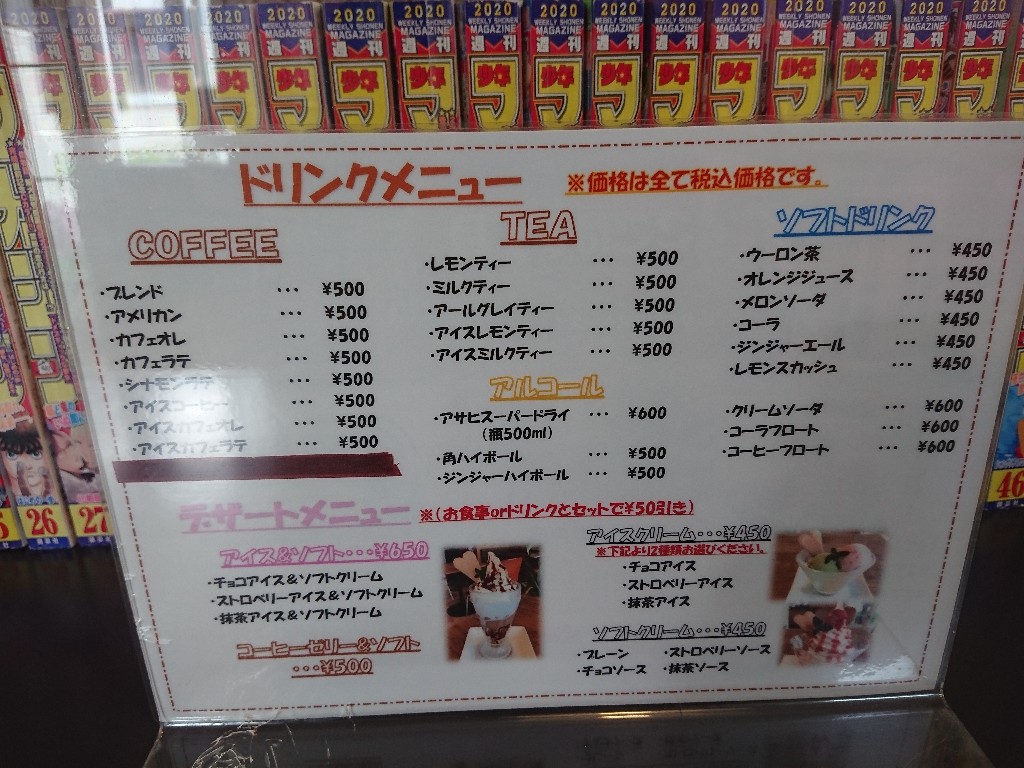 2020 2020 2020 2020 2020 2020 2020 2020 2020 2020 2020 2020 2020 2020 2020 2020
WEEKLY SHONEN MAGAZINE
週刊
少年マ
26
27
46
ドリンクメニュー
※価格は全て税込価格です。
COFFEE
・ブレンド ・・・ ¥500
・アメリカン ・・・ ¥500
・カフェオレ ・・・ ¥500
・カフェラテ ・・・ ¥500
・シナモンラテ ・・・ ¥500
・アイスコーヒー ・・・ ¥500
・アイスカフェオレ ・・・ ¥500
・アイスカフェラテ ・・・ ¥500
TEA
・レモンティー ・・・ ¥500
・ミルクティー ・・・ ¥500
・アールグレイティー ・・・ ¥500
・アイスレモンティー ・・・ ¥500
・アイスミルクティー ・・・ ¥500
アルコール
・アサヒスーパードライ ・・・ ¥600
(瓶500ml)
・角ハイボール ・・・ ¥500
・ジンジャーハイボール ・・・ ¥500
ソフトドリンク
・ウーロン茶 ・・・ ¥450
・オレンジジュース ・・・ ¥450
・メロンソーダ ・・・ ¥450
・コーラ ・・・ ¥450
・ジンジャーエール ・・・ ¥450
・レモンスカッシュ ・・・ ¥450
・クリームソーダ ・・・ ¥600
・コーラフロート ・・・ ¥600
・コーヒーフロート ・・・ ¥600
デザートメニュー
※(お食事orドリンクとセットで¥50引き)
アイス&ソフト・・・¥650
・チョコアイス&ソフトクリーム
・ストロベリーアイス&ソフトクリーム
・抹茶アイス&ソフトクリーム
コーヒーゼリー&ソフト
・・・¥500
アイスクリーム・・・¥450
※下記より2種類お選びください。
・チョコアイス
・ストロベリーアイス
・抹茶アイス
ソフトクリーム・・・¥450
・プレーン ・ストロベリーソース
・チョコソース ・抹茶ソース